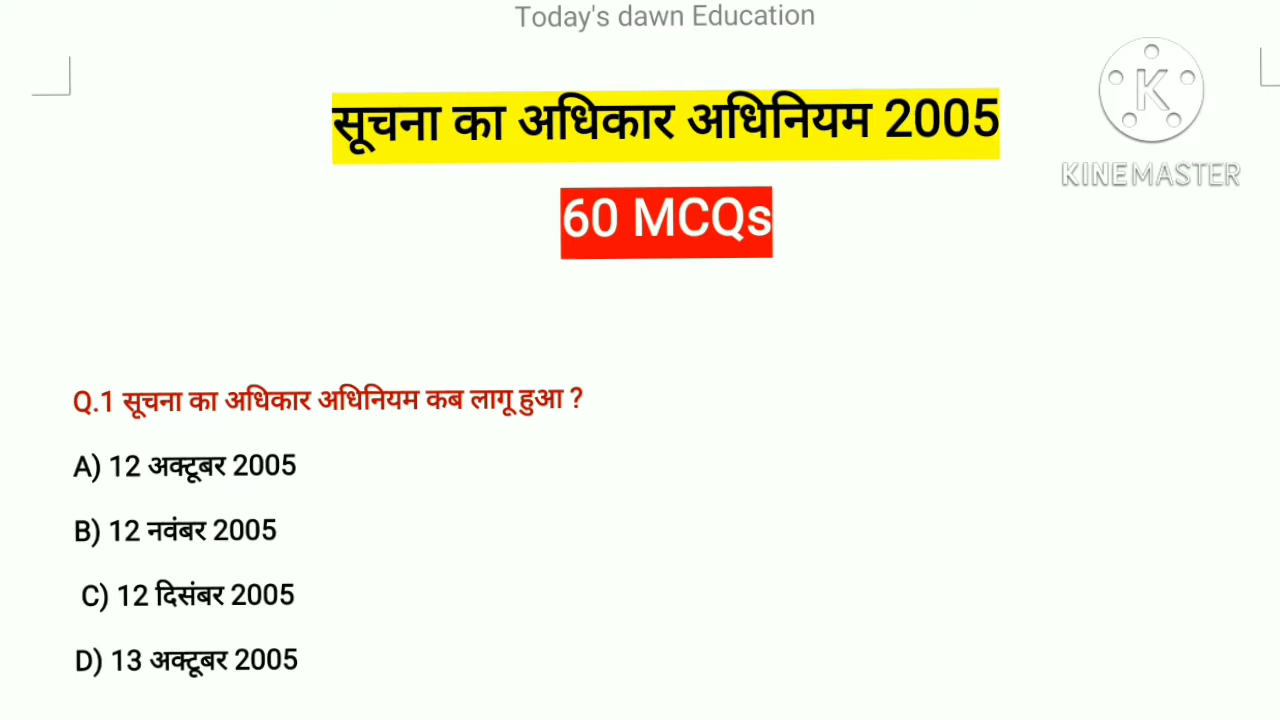 Today's dawn Education
सूचना का अधिकार अधिनियम 2005
K
KINEMASTER
60 MCQs
Q.1 सूचना का अधिकार अधिनियम कब लागू हुआ ?
A) 12 अक्टूबर 2005
B) 12 नवंबर 2005
C) 12 दिसंबर 2005
D) 13 अक्टूबर 2005